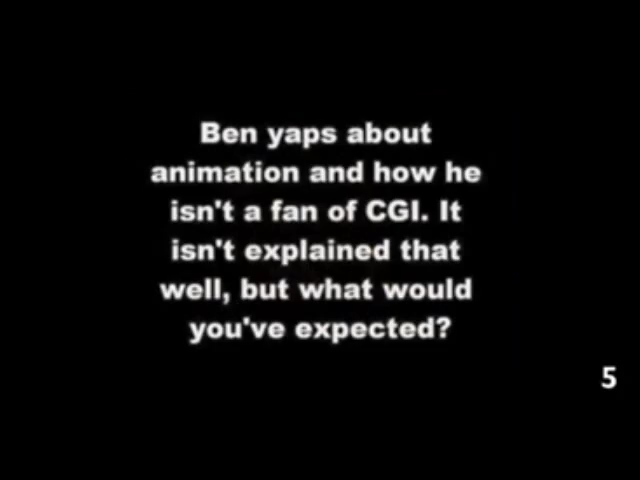 Ben yaps about
animation and how he
isn't a fan of CGI. It
isn't explained that
well, but what would
you've expected?
5